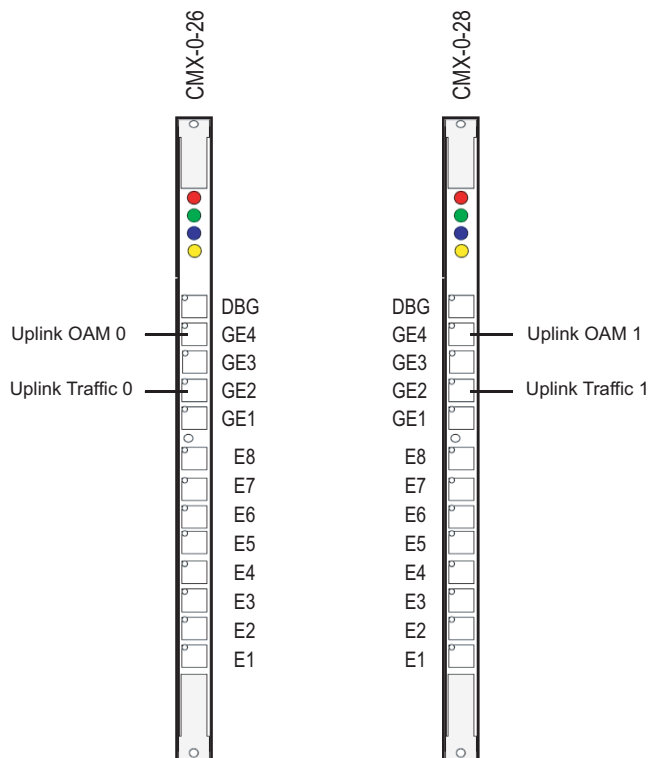 CMX-0-26
CMX-0-28
DBG
DBG
Uplink OAM 0
GE4
GE4
Uplink OAM 1
GE3
GE3
Uplink Traffic 0
GE2
GE2
Uplink Traffic 1
GE1
GE1
E8
E8
E7
E7
E6
E6
E5
E5
E4
E4
E3
E3
E2
E2
E1
E1